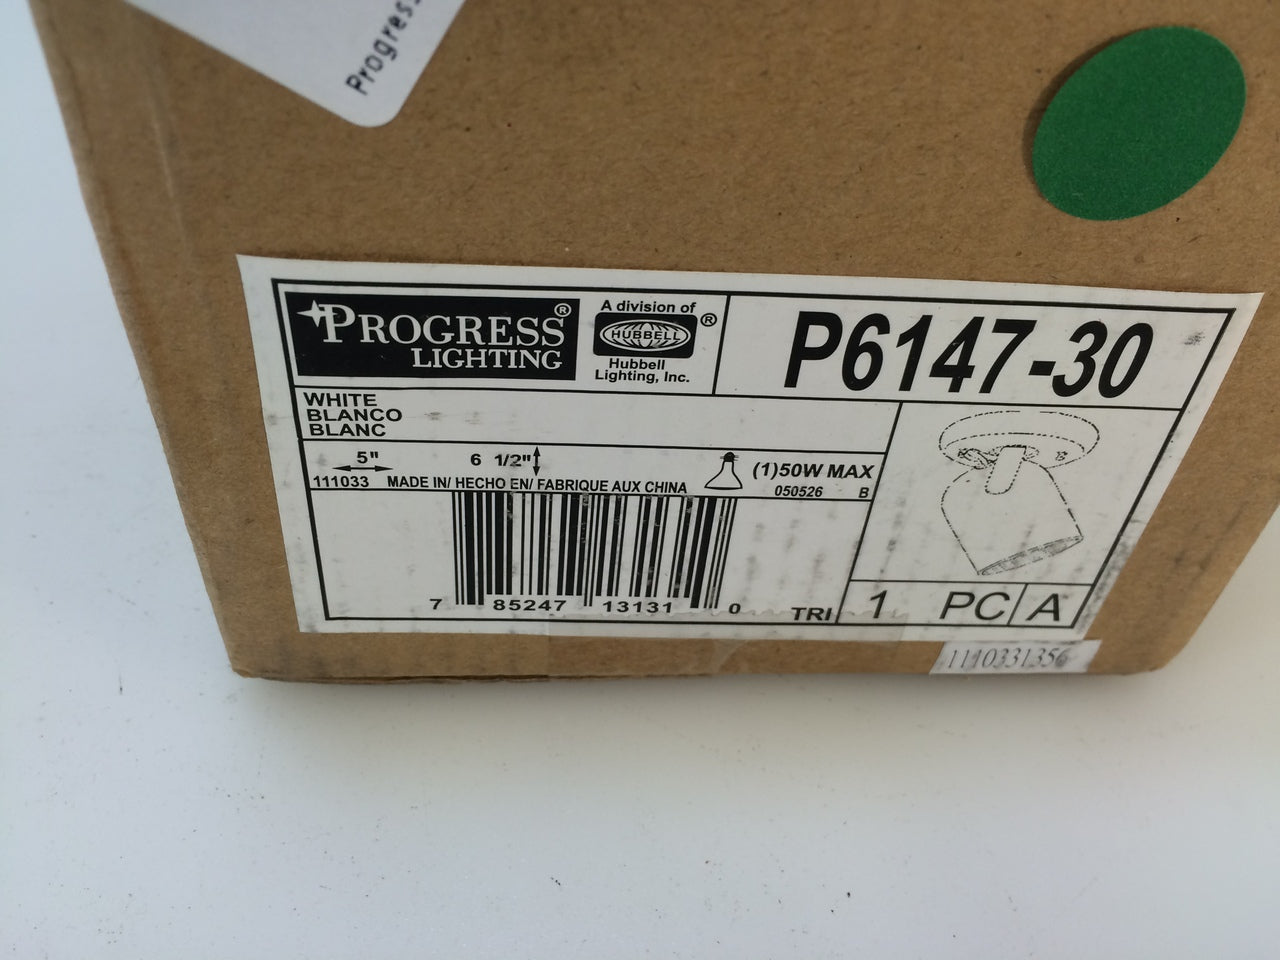 Progress
PROGRESS®
LIGHTING
A division of
HUBBELL®
Hubbell
Lighting, Inc.
P6147-30
WHITE
BLANCO
BLANC
5" 6 1/2" (1)50W MAX
111033 MADE IN/ HECHO EN/ FABRIQUE AUX CHINA 050526 B
7 85247 13131 0
TRI
1 PC A
1110331356